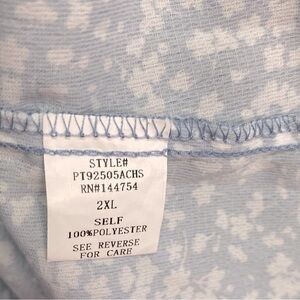 STYLE#
PT92505ACHS
RN#144754
2XL
SELF
100%POLYESTER
SEE REVERSE
FOR CARE